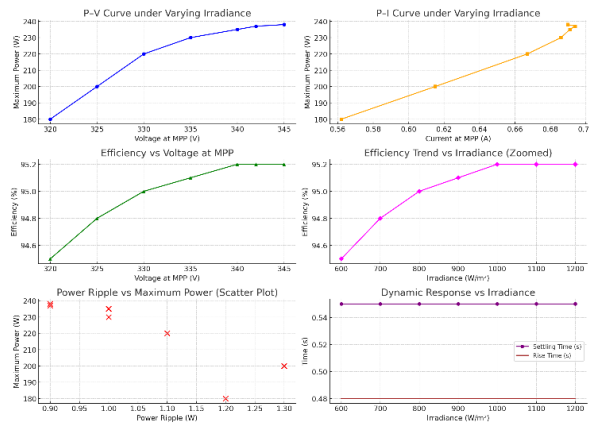 P–V Curve under Varying Irradiance
240
230
220
210
200
190
180
Maximum Power (W)
320 325 330 335 340 345
Voltage at MPP (V)
P–I Curve under Varying Irradiance
240
230
220
210
200
190
180
Maximum Power (W)
0.56 0.58 0.60 0.62 0.64 0.66 0.68 0.7
Current at MPP (A)
Efficiency vs Voltage at MPP
95.2
95.0
94.8
94.6
Efficiency (%)
320 325 330 335 340 345
Voltage at MPP (V)
Efficiency Trend vs Irradiance (Zoomed)
95.2
95.0
94.8
94.6
Efficiency (%)
600 700 800 900 1000 1100 1200
Irradiance (W/m²)
Power Ripple vs Maximum Power (Scatter Plot)
240
230
220
210
200
190
180
Maximum Power (W)
0.90 0.95 1.00 1.05 1.10 1.15 1.20 1.25 1.30
Power Ripple (W)
Dynamic Response vs Irradiance
0.54
0.52
0.50
0.48
Time (s)
Settling Time (s)
Rise Time (s)
600 700 800 900 1000 1100 1200
Irradiance (W/m²)